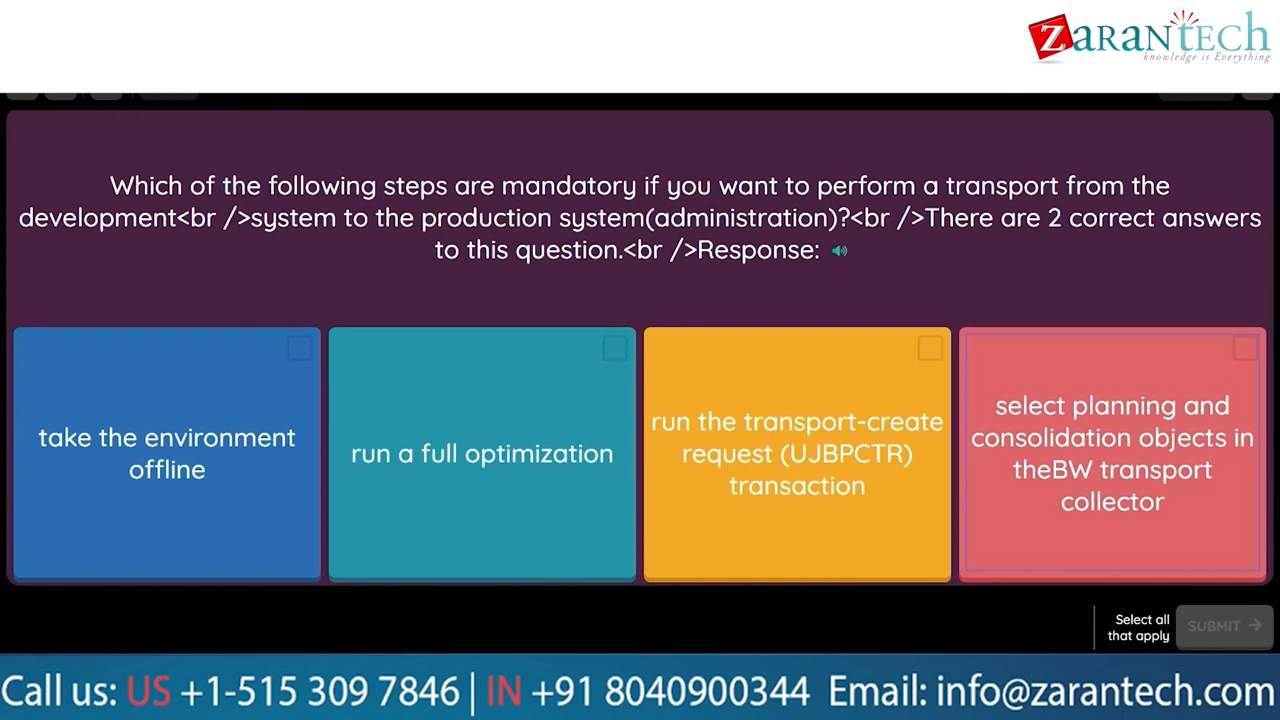 ZARANTECH
knowledge is Everything
Which of the following steps are mandatory if you want to perform a transport from the
development<br />system to the production system(administration)?<br />There are 2 correct answers
to this question.<br />Response:
take the environment
offline
run a full optimization
run the transport-create
request (UJBPCTR)
transaction
select planning and
consolidation objects in
theBW transport
collector
Select all
that apply
SUBMIT
Call us: US +1-515 309 7846 | IN +91 8040900344 Email: info@zarantech.com